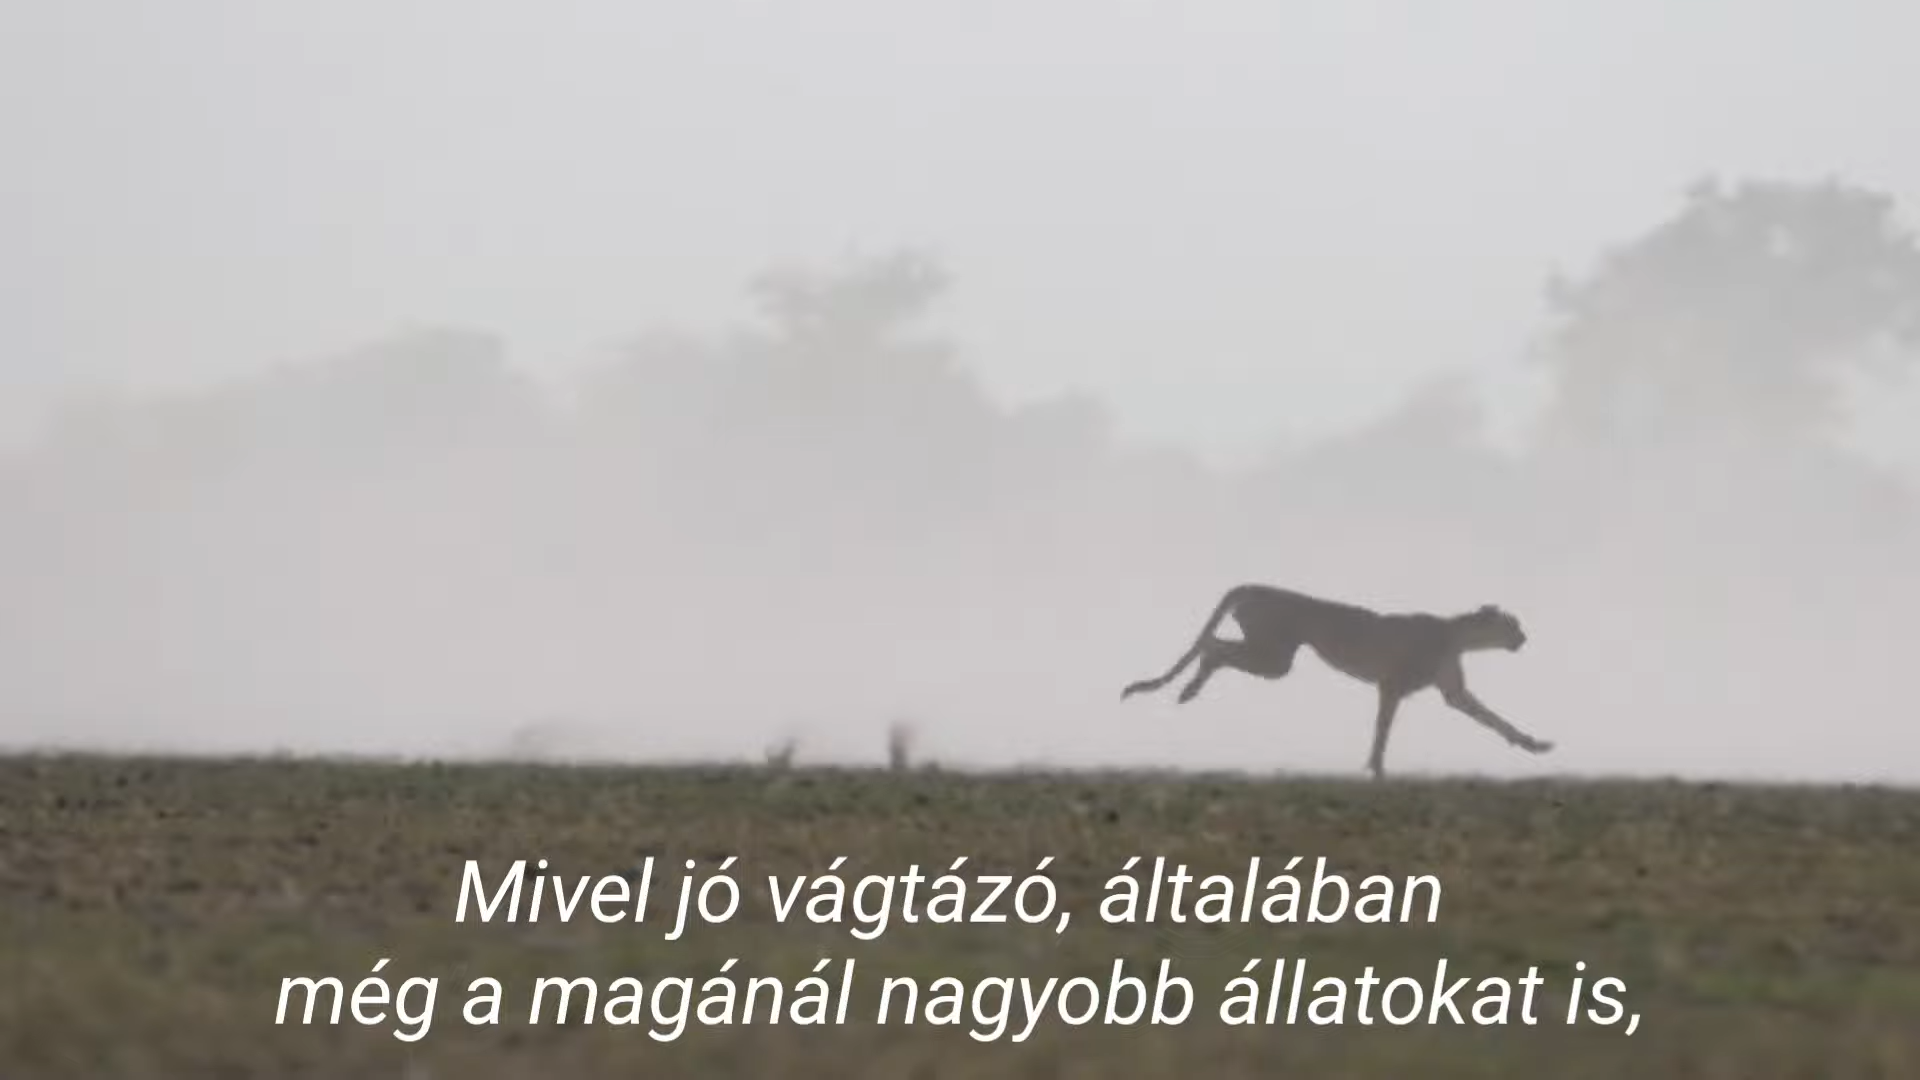 Mivel jó vágtázó, általában
még a magánál nagyobb állatokat is,